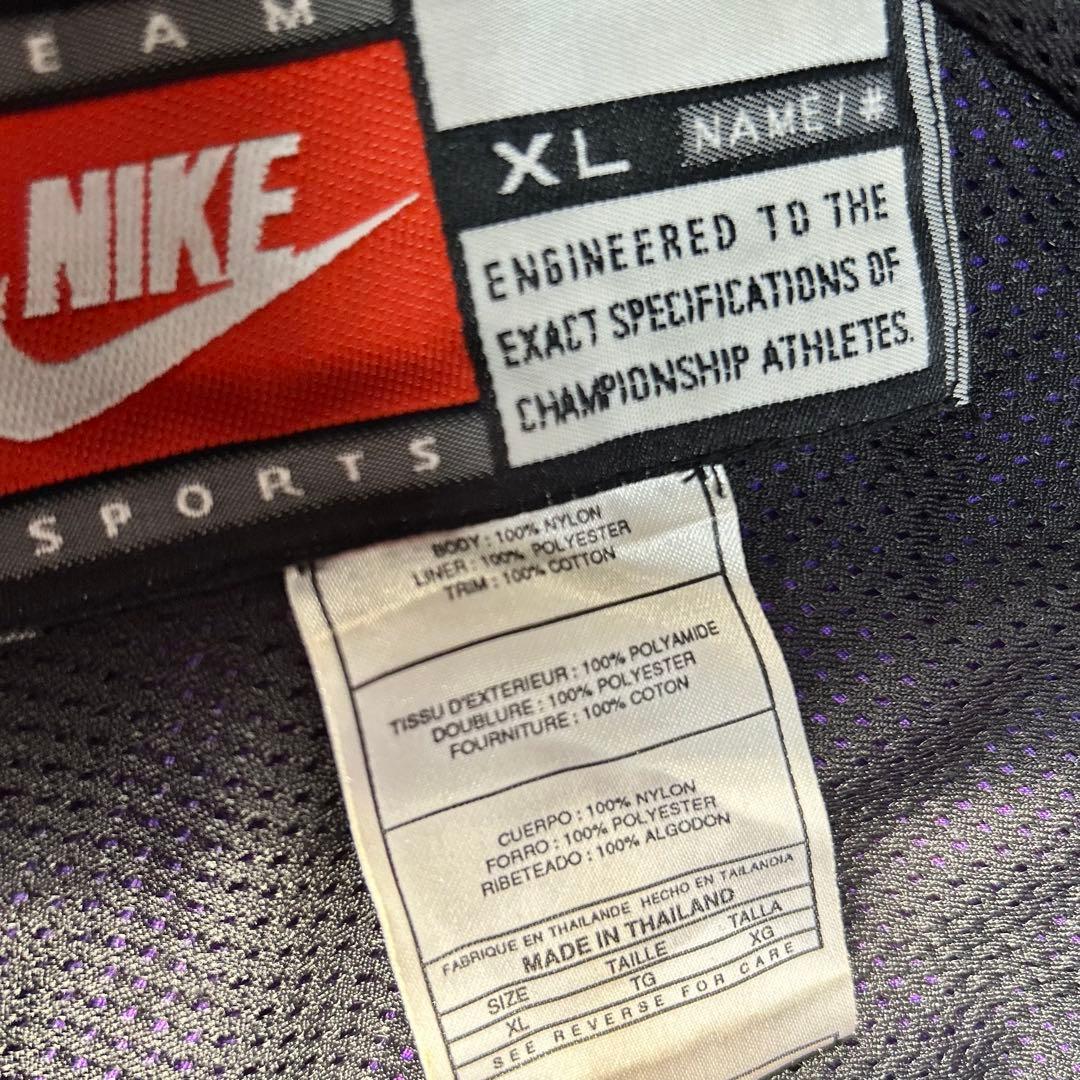 EAM
NIKE
SPORTS
XL NAME/#
ENGINEERED TO THE
EXACT SPECIFICATIONS OF
CHAMPIONSHIP ATHLETES.
BODY : 100% NYLON
LINER : 100% POLYESTER
TRIM : 100% COTTON
TISSU D'EXTERIEUR : 100% POLYAMIDE
DOUBLURE : 100% POLYESTER
FOURNITURE : 100% COTON
CUERPO : 100% NYLON
FORRO : 100% POLYESTER
RIBETEADO : 100% ALGODON
FABRIQUE EN THAILANDE HECHO EN TAILANDIA
MADE IN THAILAND
SIZE TAILLE TALLA
XL TG XG
SEE REVERSE FOR CARE